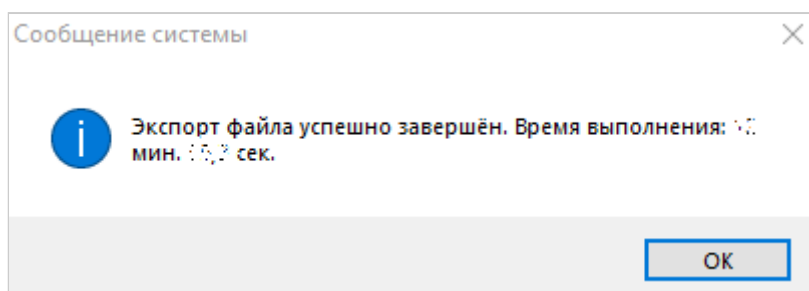 Сообщение системы
Экспорт файла успешно завершён. Время выполнения:
мин. сек.
OK